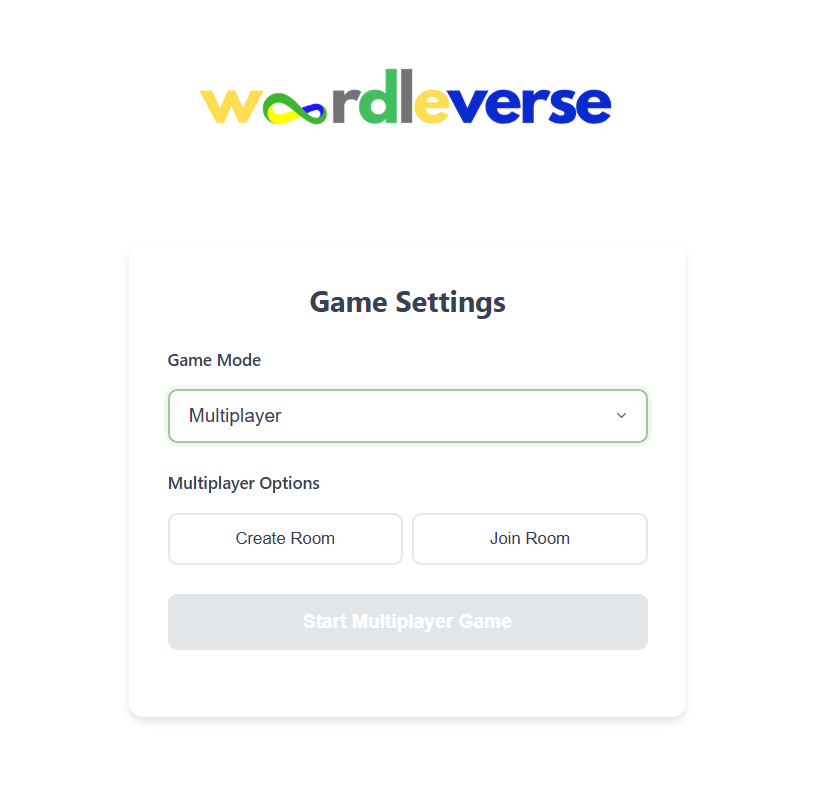 wordleverse
Game Settings
Game Mode
Multiplayer
Multiplayer Options
Create Room
Join Room
Start Multiplayer Game